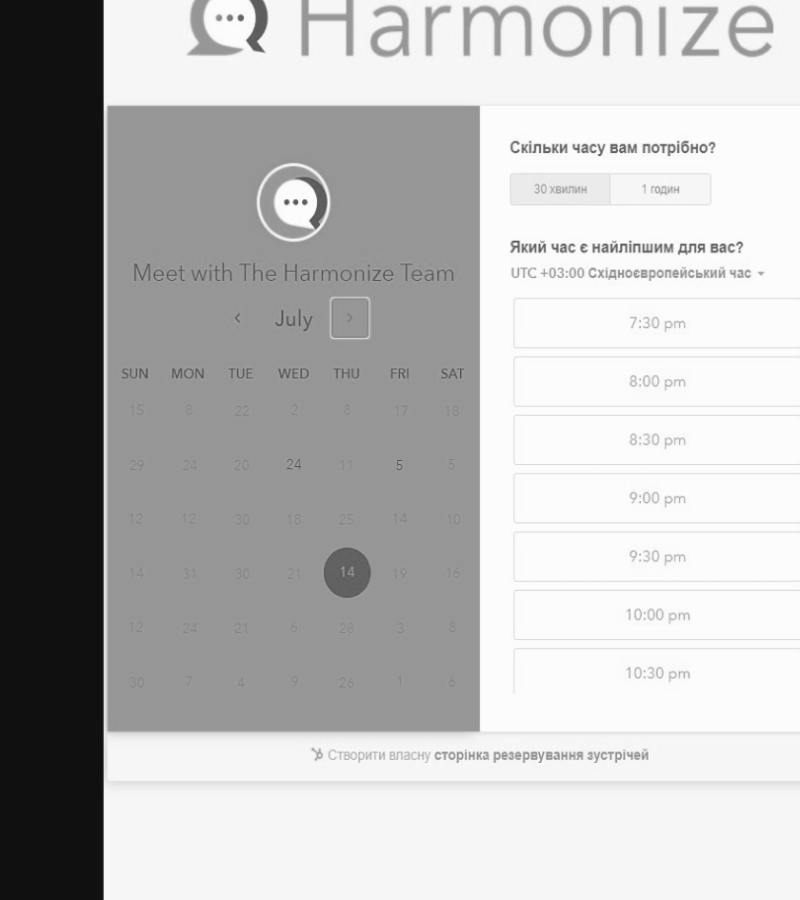 Harmonize
Meet with The Harmonize Team
July
SUN MON TUE WED THU FRI SAT
15 8 22 2 8 17 18
29 24 20 24 11 5 5
12 12 30 18 25 14 10
14 31 30 21 14 19 16
12 24 21 6 28 3 8
30 7 4 9 26 1 6
Скільки часу вам потрібно?
30 хвилин 1 годин
Який час є найліпшим для вас?
UTC +03:00 Східноєвропейський час
7:30 pm
8:00 pm
8:30 pm
9:00 pm
9:30 pm
10:00 pm
10:30 pm
Створити власну сторінка резервування зустрічей